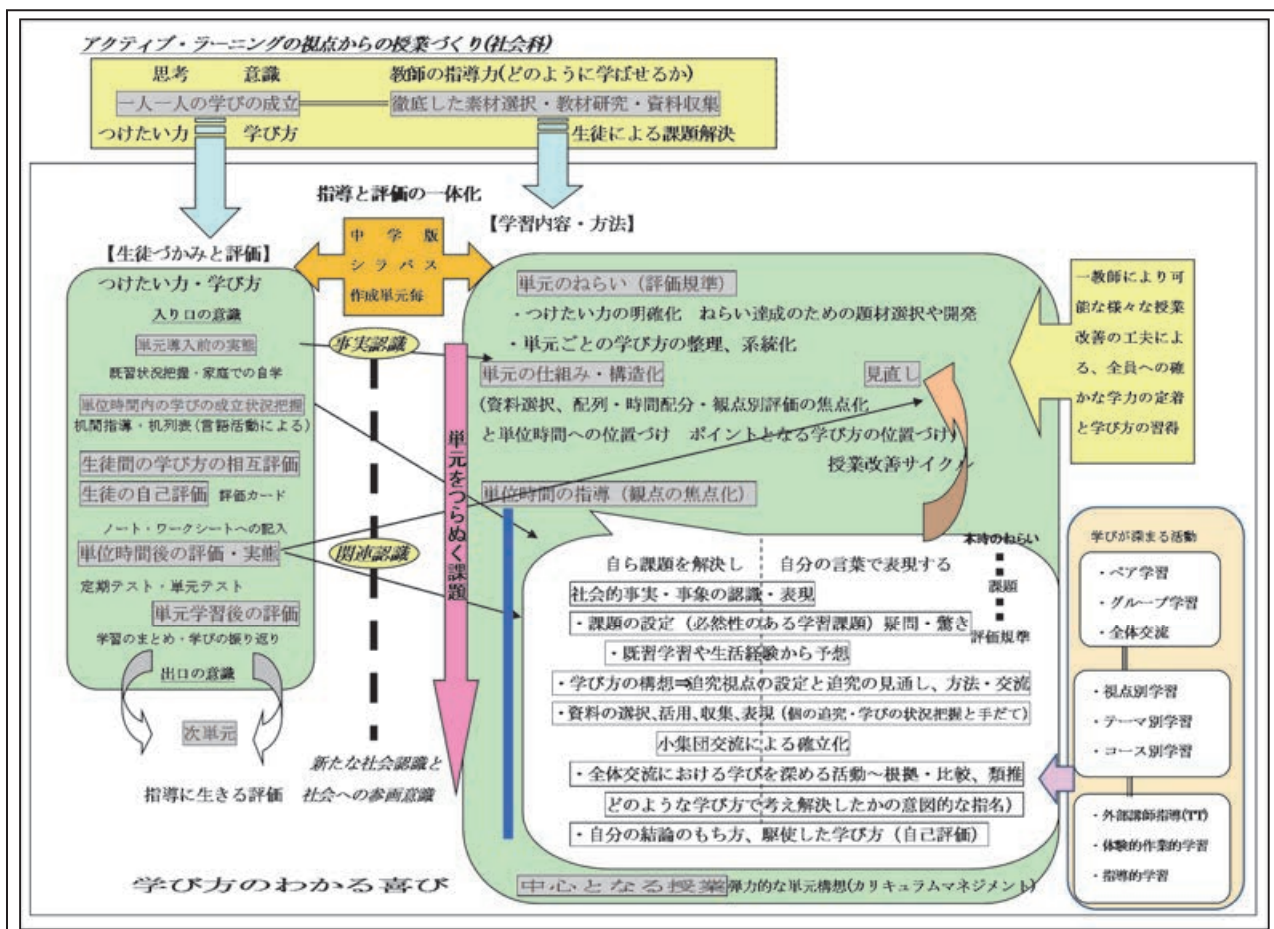 アクティブ・ラーニングの視点からの授業づくり(社会科)
思考 意識 教師の指導力(どのように学ばせるか)
一人一人の学びの成立 徹底した素材選択・教材研究・資料収集
つけたい力 学び方 生徒による課題解決
指導と評価の一体化
中学版
シラバス
作成単元毎
【生徒づかみと評価】
つけたい力・学び方
入り口の意識
単元導入前の実態
既習状況把握・家庭での自学
単位時間内の学びの成立状況把握
机間指導・机列表(言語活動による)
生徒間の学び方の相互評価
生徒の自己評価 評価カード
ノート・ワークシートへの記入
単位時間後の評価・実態
定期テスト・単元テスト
単元学習後の評価
学習のまとめ・学びの振り返り
出口の意識
次単元
指導に生きる評価
事実認識
関連認識
新たな社会認識と
社会への参画意識
単元をつらぬく課題
【学習内容・方法】
単元のねらい(評価規準)
・つけたい力の明確化 ねらい達成のための題材選択や開発
・単元ごとの学び方の整理、系統化
単元の仕組み・構造化
見直し
(資料選択、配列・時間配分・観点別評価の焦点化
と単位時間への位置づけ ポイントとなる学び方の位置づけ)
授業改善サイクル
単位時間の指導(観点の焦点化)
本時のねらい
課題
評価規準
自ら課題を解決し 自分の言葉で表現する
社会的事実・事象の認識・表現
・課題の設定(必然性のある学習課題)疑問・驚き
・既習学習や生活経験から予想
・学び方の構想⇒追究視点の設定と追究の見通し、方法・交流
・資料の選択、活用、収集、表現(個の追究・学びの状況把握と手だて)
小集団交流による確立化
・全体交流における学びを深める活動～根拠・比較、類推
どのような学び方で考え解決したかの意図的な指名)
・自分の結論のもち方、駆使した学び方(自己評価)
中心となる授業 弾力的な単元構想(カリキュラムマネジメント)
学び方のわかる喜び
一教師により可
能な様々な授業
改善の工夫によ
る、全員への確
かな学力の定着
と学び方の習得
学びが深まる活動
・ペア学習
・グループ学習
・全体交流
・視点別学習
・テーマ別学習
・コース別学習
・外部講師指導(TT)
・体験的作業的学習
・指導的学習